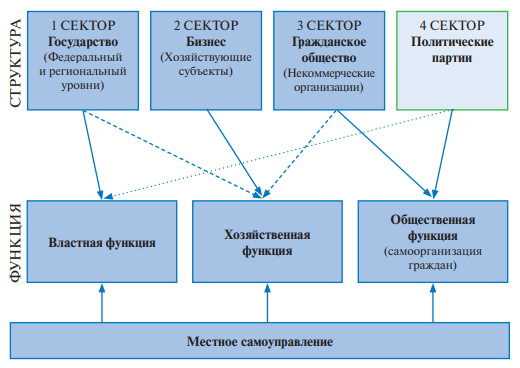 СТРУКТУРА
1 СЕКТОР
Государство
(Федеральный
и региональный
уровни)
2 СЕКТОР
Бизнес
(Хозяйствующие
субъекты)
3 СЕКТОР
Гражданское
общество
(Некоммерческие
организации)
4 СЕКТОР
Политические
партии
ФУНКЦИЯ
Властная функция
Хозяйственная
функция
Общественная
функция
(самоорганизация
граждан)
Местное самоуправление